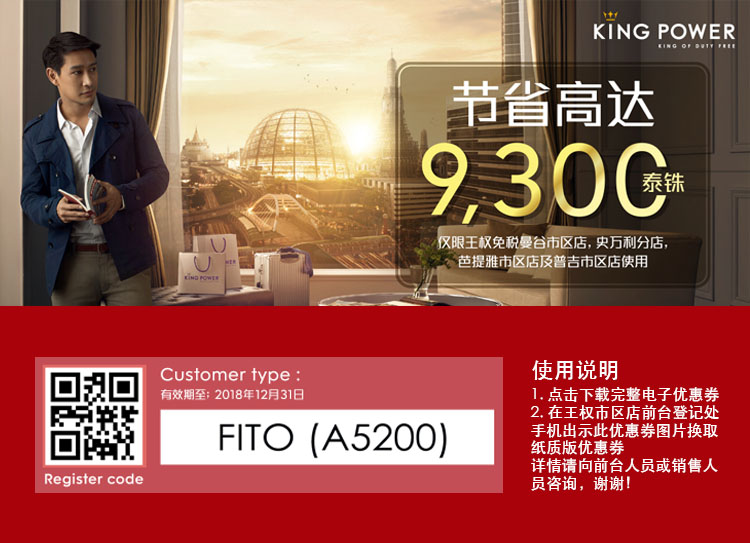 KING POWER
KING OF DUTY FREE
节省高达
9,300泰铢
仅限王权免税曼谷市区店，央万利分店，
芭提雅市区店及普吉市区店使用
KING POWER
Customer type :
有效期至: 2018年12月31日
FITO (A5200)
Register code
使用说明
1. 点击下载完整电子优惠券
2. 在王权市区店前台登记处
手机出示此优惠券图片换取
纸质版优惠券
详情请向前台人员或销售人
员咨询，谢谢！